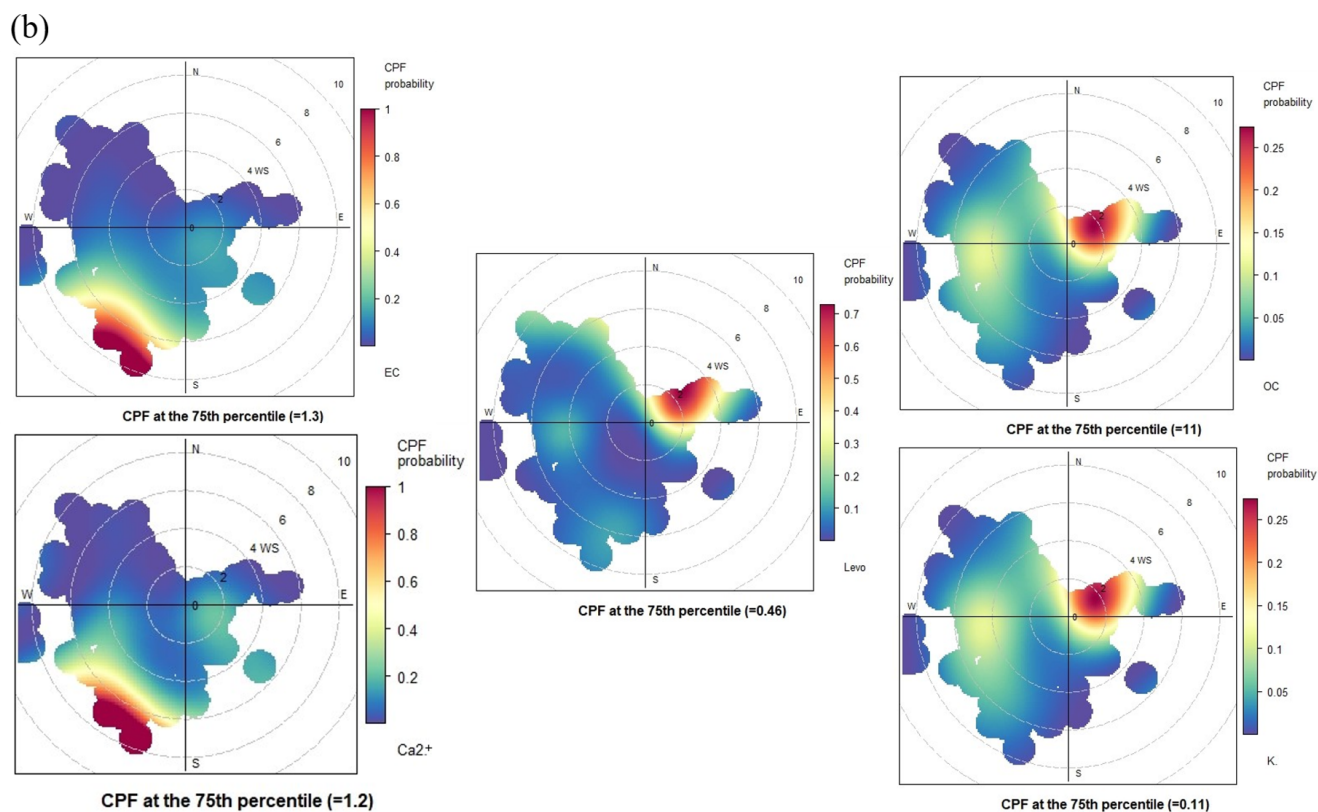 (b)
CPF
probability
N
10
8
6
4 WS
2
0
W
E
S
1
0.8
0.6
0.4
0.2
EC
CPF at the 75th percentile (=1.3)
CPF
probability
N
10
8
6
4 WS
2
0
W
E
S
1
0.8
0.6
0.4
0.2
Ca2+
CPF at the 75th percentile (=1.2)
CPF
probability
N
10
8
6
4 WS
2
0
W
E
S
0.7
0.6
0.5
0.4
0.3
0.2
0.1
Levo
CPF at the 75th percentile (=0.46)
CPF
probability
N
10
8
6
4 WS
2
0
W
E
S
0.25
0.2
0.15
0.1
0.05
OC
CPF at the 75th percentile (=11)
CPF
probability
N
10
8
6
4 WS
2
0
W
E
S
0.25
0.2
0.15
0.1
0.05
K.
CPF at the 75th percentile (=0.11)